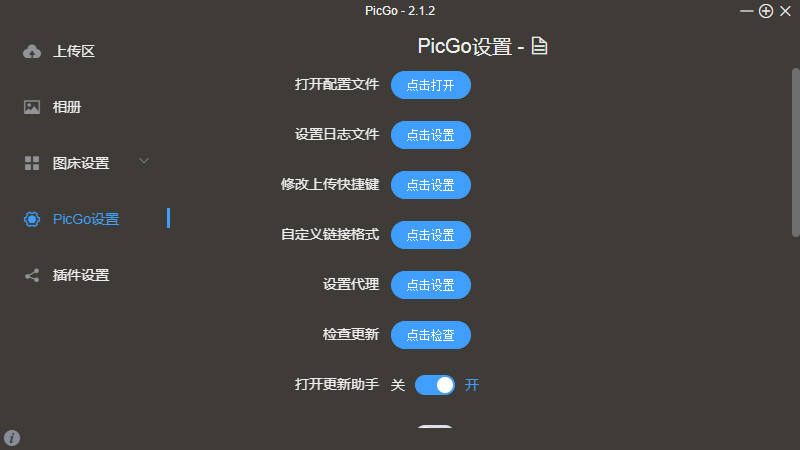 PicGo - 2.1.2
上传区
相册
图床设置
PicGo设置
插件设置
PicGo设置 -
打开配置文件 点击打开
设置日志文件 点击设置
修改上传快捷键 点击设置
自定义链接格式 点击设置
设置代理 点击设置
检查更新 点击检查
打开更新助手 关 开